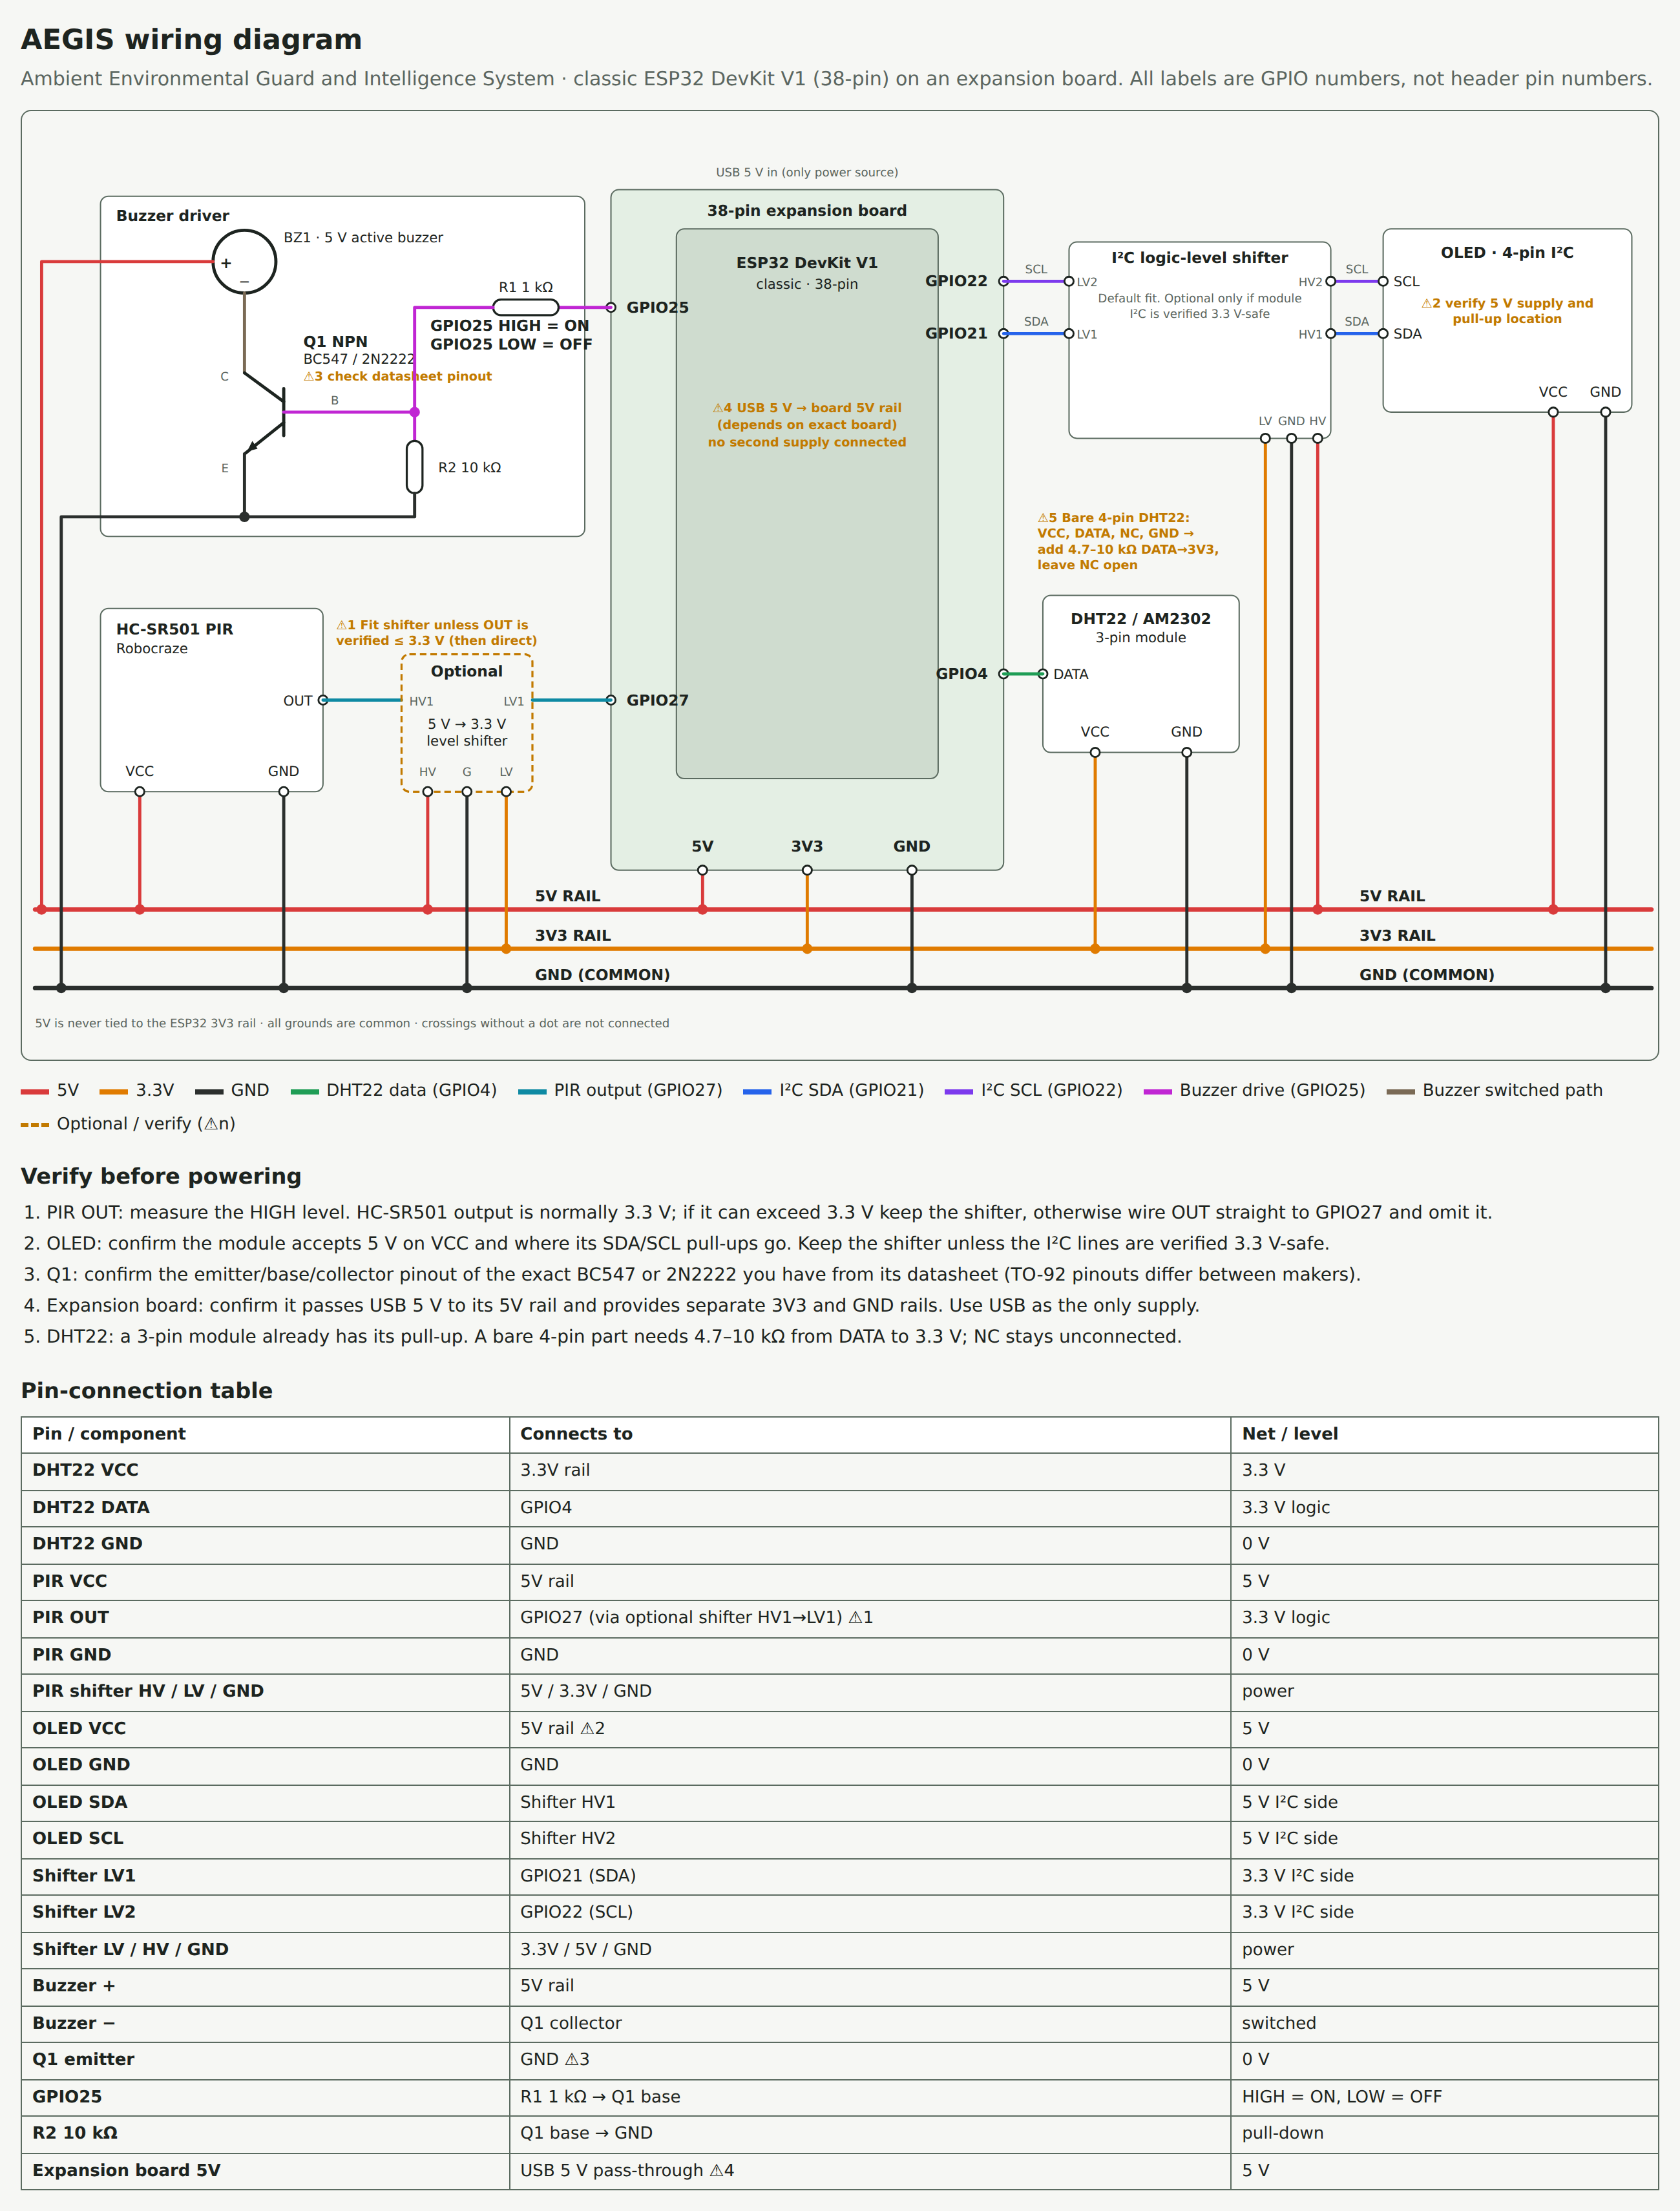 AEGIS wiring diagram
Ambient Environmental Guard and Intelligence System · classic ESP32 DevKit V1 (38-pin) on an expansion board. All labels are GPIO numbers, not header pin numbers.
USB 5 V in (only power source)
Buzzer driver
BZ1 · 5 V active buzzer
+
−
R1 1 kΩ
GPIO25 HIGH = ON
GPIO25 LOW = OFF
Q1 NPN
BC547 / 2N2222
⚠3 check datasheet pinout
C
B
E
R2 10 kΩ
38-pin expansion board
ESP32 DevKit V1
classic · 38-pin
GPIO25
GPIO22
GPIO21
⚠4 USB 5 V → board 5V rail
(depends on exact board)
no second supply connected
GPIO4
GPIO27
5V
3V3
GND
SCL
SDA
I²C logic-level shifter
LV2
HV2
Default fit. Optional only if module
I²C is verified 3.3 V-safe
LV1
HV1
LV
GND
HV
SCL
SDA
OLED · 4-pin I²C
SCL
⚠2 verify 5 V supply and
pull-up location
SDA
VCC
GND
⚠5 Bare 4-pin DHT22:
VCC, DATA, NC, GND →
add 4.7–10 kΩ DATA→3V3,
leave NC open
DHT22 / AM2302
3-pin module
DATA
VCC
GND
HC-SR501 PIR
Robocraze
OUT
VCC
GND
⚠1 Fit shifter unless OUT is
verified ≤ 3.3 V (then direct)
Optional
HV1
LV1
5 V → 3.3 V
level shifter
HV
G
LV
5V RAIL
5V RAIL
3V3 RAIL
3V3 RAIL
GND (COMMON)
GND (COMMON)
5V is never tied to the ESP32 3V3 rail · all grounds are common · crossings without a dot are not connected
5V
3.3V
GND
DHT22 data (GPIO4)
PIR output (GPIO27)
I²C SDA (GPIO21)
I²C SCL (GPIO22)
Buzzer drive (GPIO25)
Buzzer switched path
Optional / verify (⚠n)
Verify before powering
1. PIR OUT: measure the HIGH level. HC-SR501 output is normally 3.3 V; if it can exceed 3.3 V keep the shifter, otherwise wire OUT straight to GPIO27 and omit it.
2. OLED: confirm the module accepts 5 V on VCC and where its SDA/SCL pull-ups go. Keep the shifter unless the I²C lines are verified 3.3 V-safe.
3. Q1: confirm the emitter/base/collector pinout of the exact BC547 or 2N2222 you have from its datasheet (TO-92 pinouts differ between makers).
4. Expansion board: confirm it passes USB 5 V to its 5V rail and provides separate 3V3 and GND rails. Use USB as the only supply.
5. DHT22: a 3-pin module already has its pull-up. A bare 4-pin part needs 4.7–10 kΩ from DATA to 3.3 V; NC stays unconnected.
Pin-connection table
Pin / component	Connects to	Net / level
DHT22 VCC	3.3V rail	3.3 V
DHT22 DATA	GPIO4	3.3 V logic
DHT22 GND	GND	0 V
PIR VCC	5V rail	5 V
PIR OUT	GPIO27 (via optional shifter HV1→LV1) ⚠1	3.3 V logic
PIR GND	GND	0 V
PIR shifter HV / LV / GND	5V / 3.3V / GND	power
OLED VCC	5V rail ⚠2	5 V
OLED GND	GND	0 V
OLED SDA	Shifter HV1	5 V I²C side
OLED SCL	Shifter HV2	5 V I²C side
Shifter LV1	GPIO21 (SDA)	3.3 V I²C side
Shifter LV2	GPIO22 (SCL)	3.3 V I²C side
Shifter LV / HV / GND	3.3V / 5V / GND	power
Buzzer +	5V rail	5 V
Buzzer −	Q1 collector	switched
Q1 emitter	GND ⚠3	0 V
GPIO25	R1 1 kΩ → Q1 base	HIGH = ON, LOW = OFF
R2 10 kΩ	Q1 base → GND	pull-down
Expansion board 5V	USB 5 V pass-through ⚠4	5 V